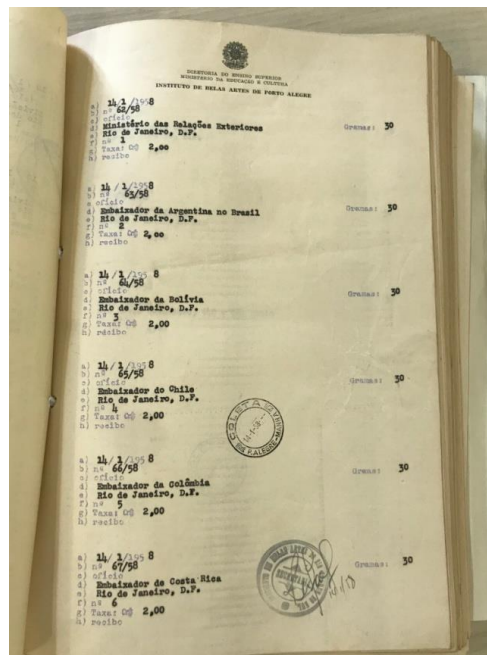 DIRETORIA DO ENSINO SUPERIOR
MINISTÉRIO DA EDUCAÇÃO E CULTURA
INSTITUTO DE BELAS ARTES DE PORTO ALEGRE
a) 14/1/1958
b) nº 62/58
c) ofício
d) Ministério das Relações Exteriores Gramas: 30
e) Rio de Janeiro, D.F.
f) nº 1
g) Taxa: Cr$ 2,00
h) recibo
a) 14/1/1958
b) nº 63/58
c) ofício
d) Embaixador da Argentina no Brasil Gramas: 30
e) Rio de Janeiro, D.F.
f) nº 2
g) Taxa: Cr$ 2,00
h) recibo
a) 14/1/1958
b) nº 64/58
c) ofício
d) Embaixador da Bolívia Gramas: 30
e) Rio de Janeiro, D.F.
f) nº 3
g) Taxa: Cr$ 2,00
h) recibo
a) 14/1/1958
b) nº 65/58
c) ofício Gramas: 30
d) Embaixador do Chile
e) Rio de Janeiro, D.F.
f) nº 4
g) Taxa: Cr$ 2,00
h) recibo
COLETA
P. ALEGRE
a) 14/1/1958
b) nº 66/58
c) ofício Gramas: 30
d) Embaixador da Colômbia
e) Rio de Janeiro, D.F.
f) nº 5
g) Taxa: Cr$ 2,00
h) recibo
a) 14/1/1958
b) nº 67/58
c) ofício Gramas: 30
d) Embaixador de Costa Rica
e) Rio de Janeiro, D.F.
f) nº 6
g) Taxa: Cr$ 2,00
h) recibo